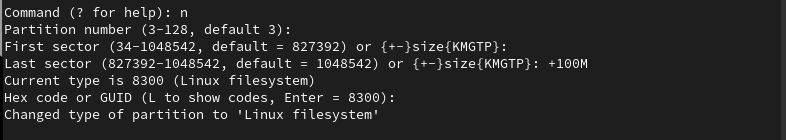 Command (? for help): n
Partition number (3-128, default 3):
First sector (34-1048542, default = 827392) or {+-}size{KMGTP}:
Last sector (827392-1048542, default = 1048542) or {+-}size{KMGTP}: +100M
Current type is 8300 (Linux filesystem)
Hex code or GUID (L to show codes, Enter = 8300):
Changed type of partition to 'Linux filesystem'